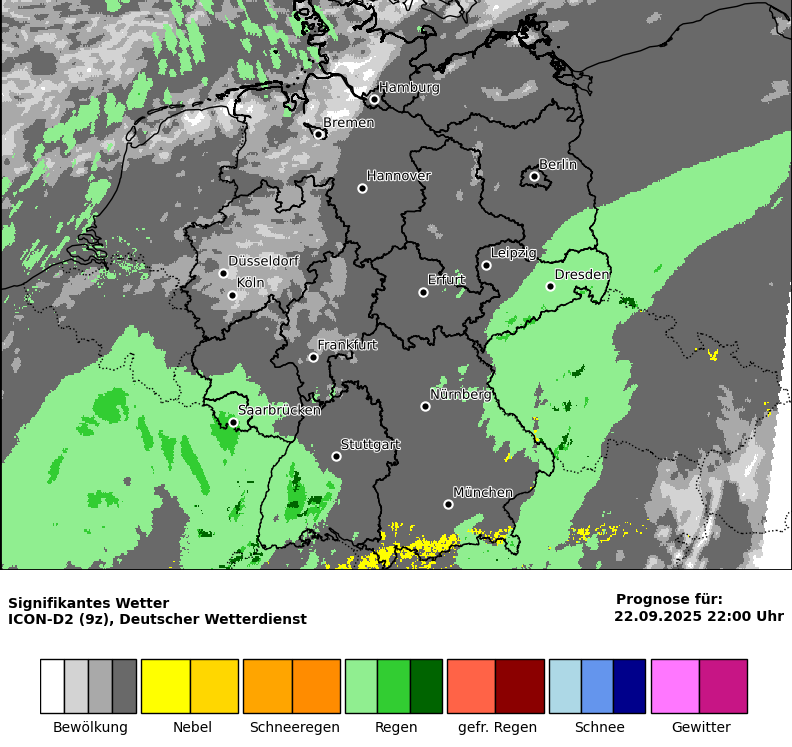 Hamburg
Bremen
Berlin
Hannover
Leipzig
Düsseldorf
Dresden
Köln
Erfurt
Frankfurt
Nürnberg
Saarbrücken
Stuttgart
München
Signifikantes Wetter
ICON-D2 (9z), Deutscher Wetterdienst
Prognose für:
22.09.2025 22:00 Uhr
Bewölkung Nebel Schneeregen Regen gefr. Regen Schnee Gewitter